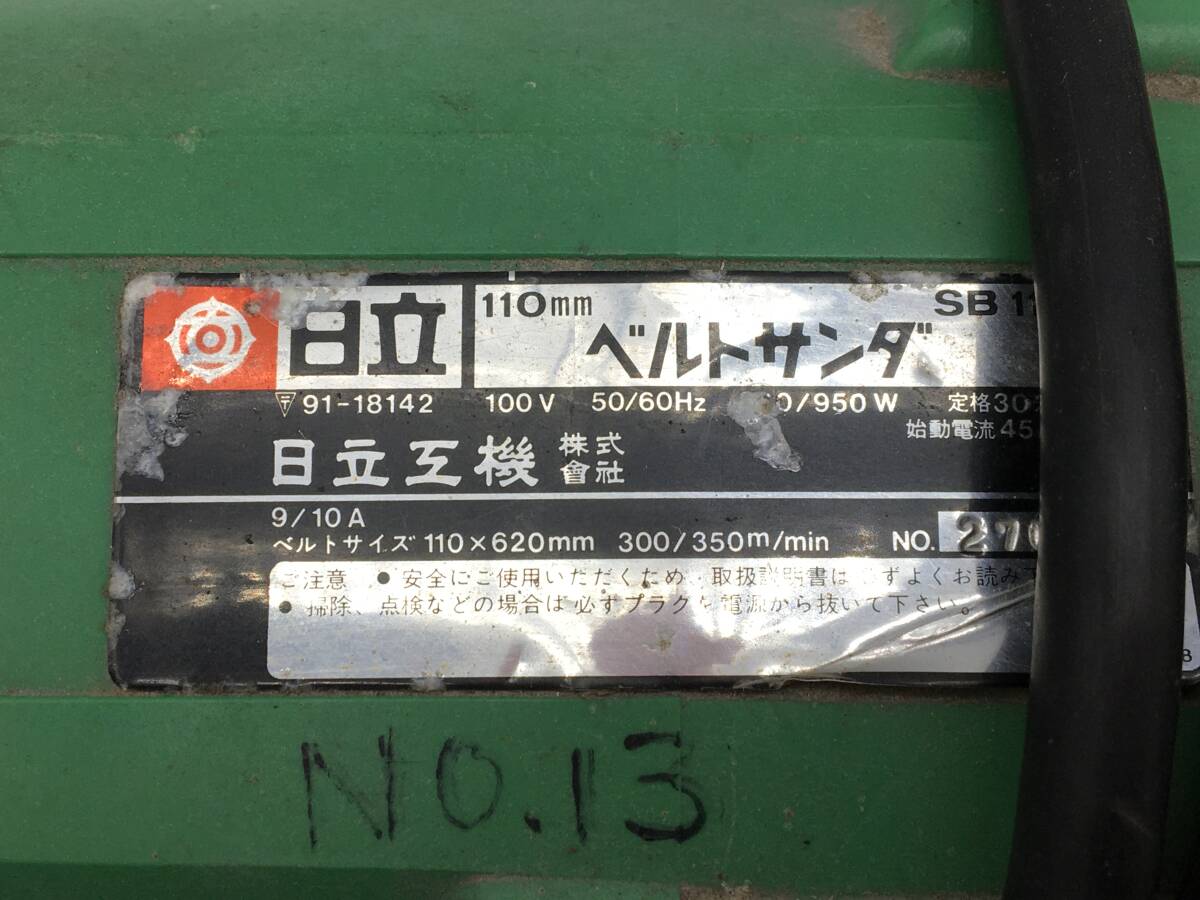 日立 110mm SB
ベルトサンダ
〒 91-18142 100V 50/60Hz /950W 定格
始動電流
日立工機 株式會社
9/10A
ベルトサイズ 110×620mm 300/350m/min NO.
ご注意 ●安全にご使用いただくため、取扱説明書は必ずよくお読み
●掃除、点検などの場合は必ずプラグを電源から抜いて下さい。
NO.13